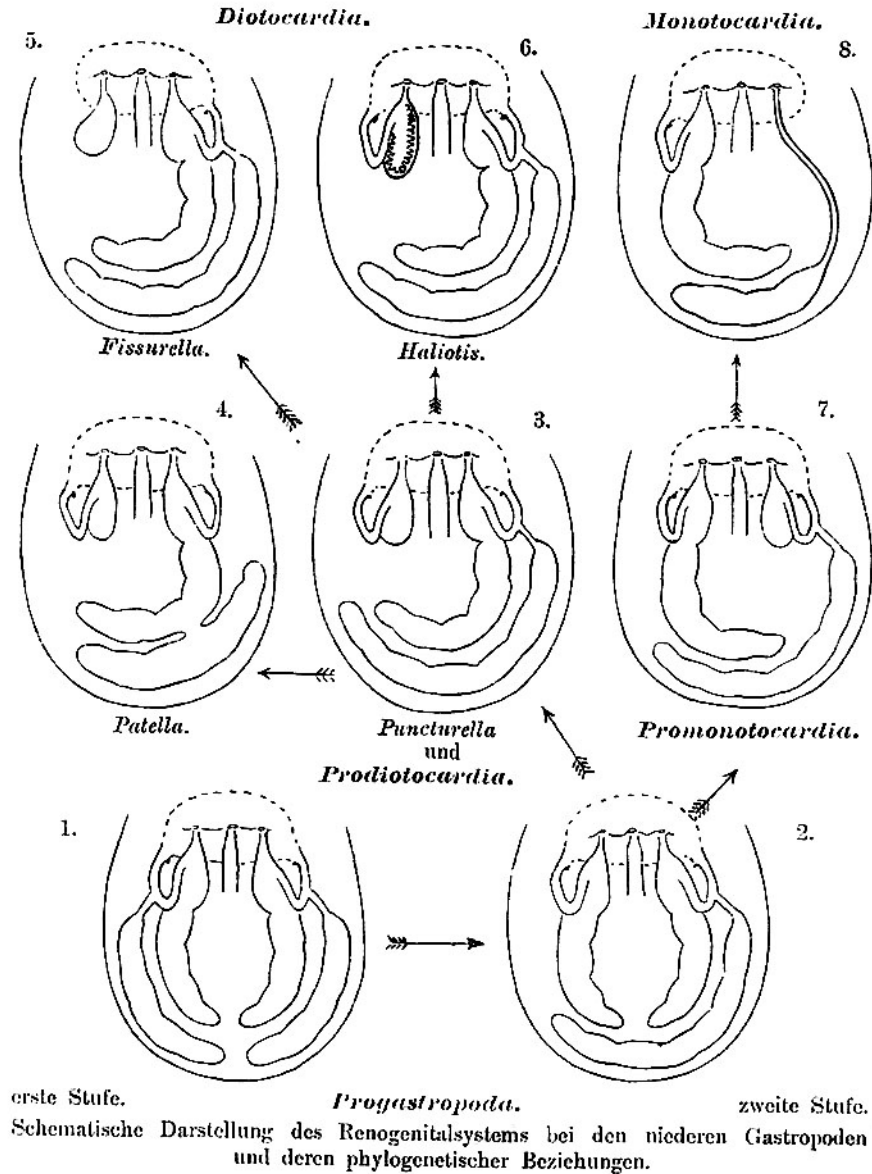 Diotocardia. Monotocardia.
5. 6. 8.
Fissurella. Haliotis.
4. 3. 7.
Patella. Puncturella Promonotocardia.
und
Prodiotocardia.
1. 2.
erste Stufe. Progastropoda. zweite Stufe.
Schematische Darstellung des Renogenitalsystems bei den niederen Gastropoden
und deren phylogenetischer Beziehungen.